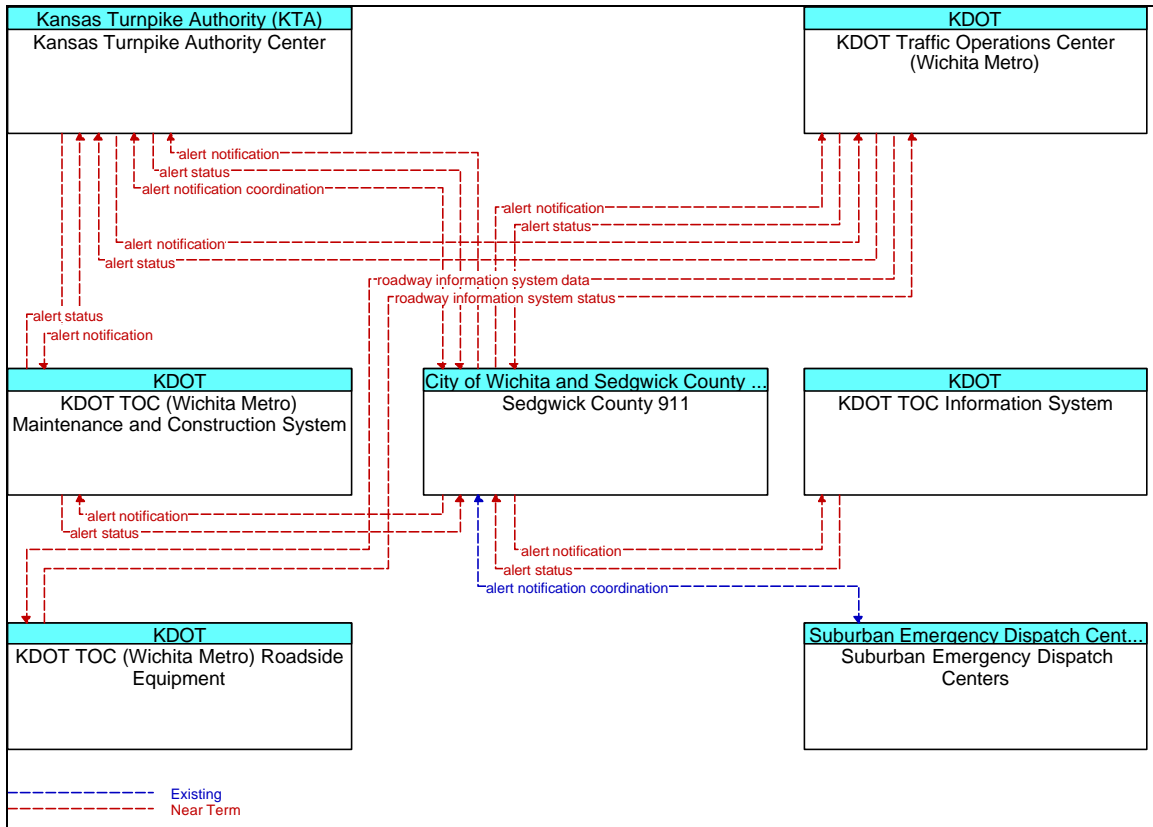 Kansas Turnpike Authority (KTA)
Kansas Turnpike Authority Center
KDOT
KDOT Traffic Operations Center
(Wichita Metro)
alert notification
alert status
alert notification coordination
alert notification
alert status
alert notification
alert status
roadway information system data
roadway information system status
alert status
alert notification
KDOT
KDOT TOC (Wichita Metro)
Maintenance and Construction System
City of Wichita and Sedgwick County ...
Sedgwick County 911
KDOT
KDOT TOC Information System
alert notification
alert status
alert notification
alert status
alert notification coordination
KDOT
KDOT TOC (Wichita Metro) Roadside
Equipment
Suburban Emergency Dispatch Cent...
Suburban Emergency Dispatch
Centers
Existing
Near Term